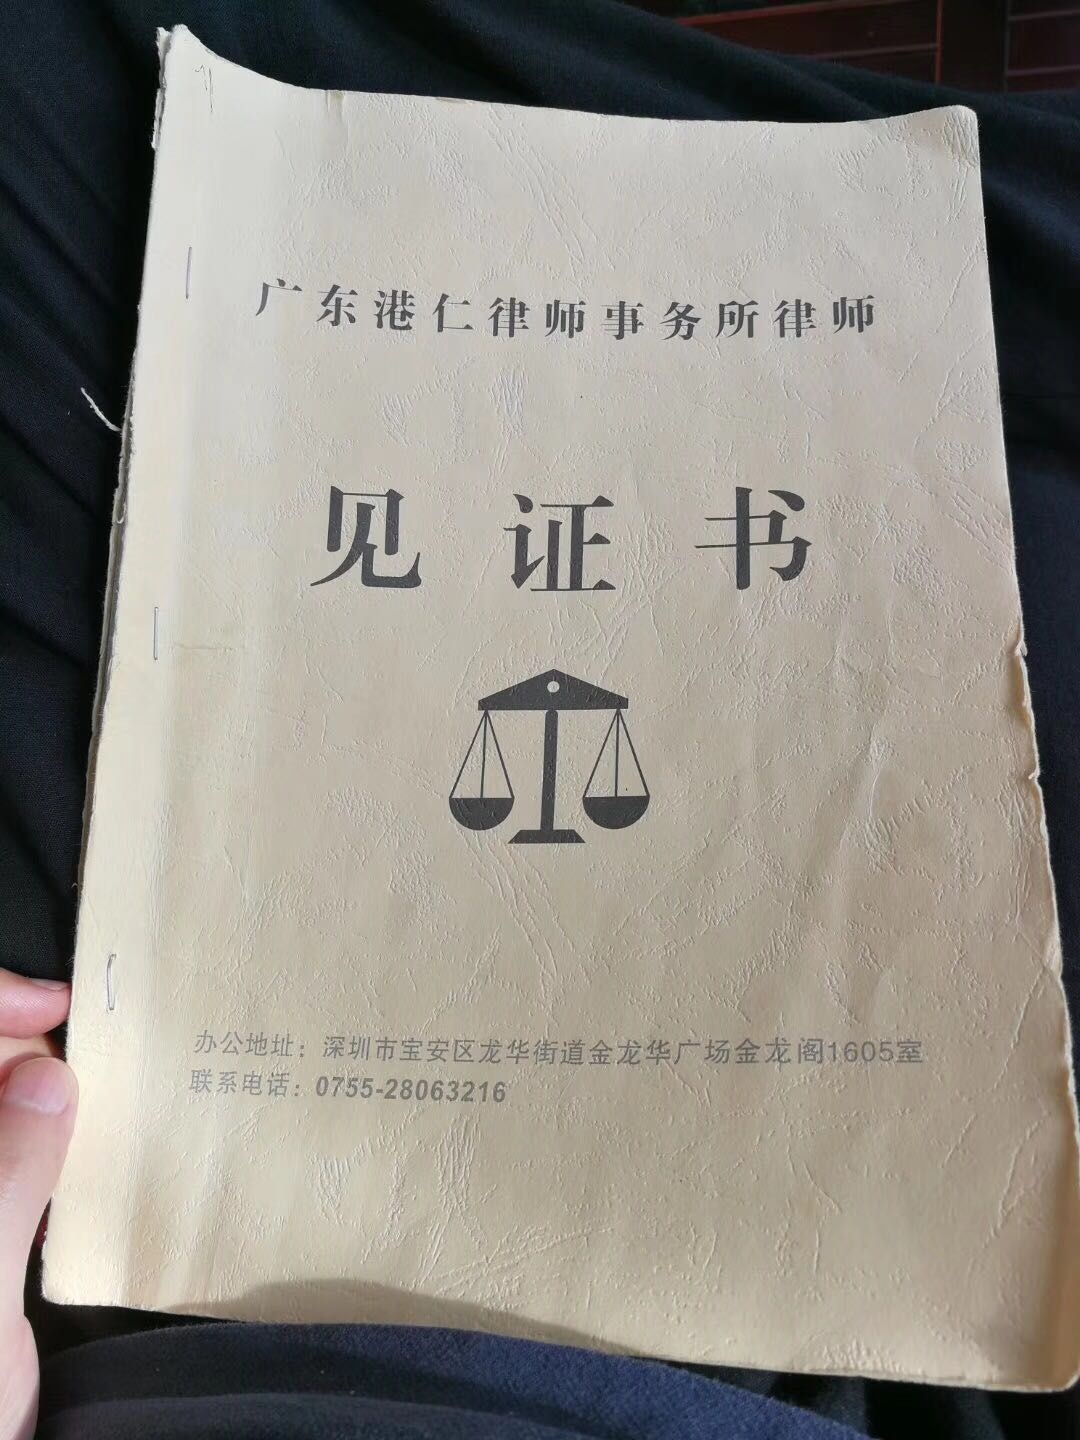 广东港仁律师事务所律师
见证书
办公地址：深圳市宝安区龙华街道金龙华广场金龙阁1605室
联系电话：0755-28063216